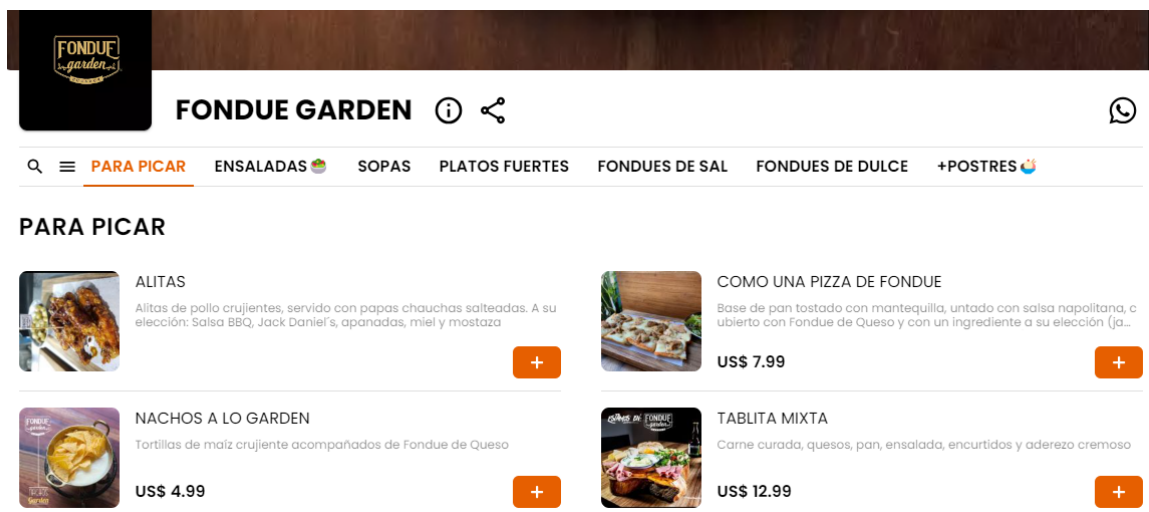 FONDUE
garden
FONDUE GARDEN
PARA PICAR
ENSALADAS
SOPAS
PLATOS FUERTES
FONDUES DE SAL
FONDUES DE DULCE
+POSTRES
PARA PICAR
ALITAS
Alitas de pollo crujientes, servido con papas chauchas salteadas. A su
elección: Salsa BBQ, Jack Daniel´s, apanadas, miel y mostaza
+
COMO UNA PIZZA DE FONDUE
Base de pan tostado con mantequilla, untado con salsa napolitana, c
ubierto con Fondue de Queso y con un ingrediente a su elección (ja...
US$ 7.99
+
NACHOS A LO GARDEN
Tortillas de maíz crujiente acompañados de Fondue de Queso
US$ 4.99
+
FONDUE
garden
Garden
TABLITA MIXTA
Carne curada, quesos, pan, ensalada, encurtidos y aderezo cremoso
US$ 12.99
+
FONDUE
garden